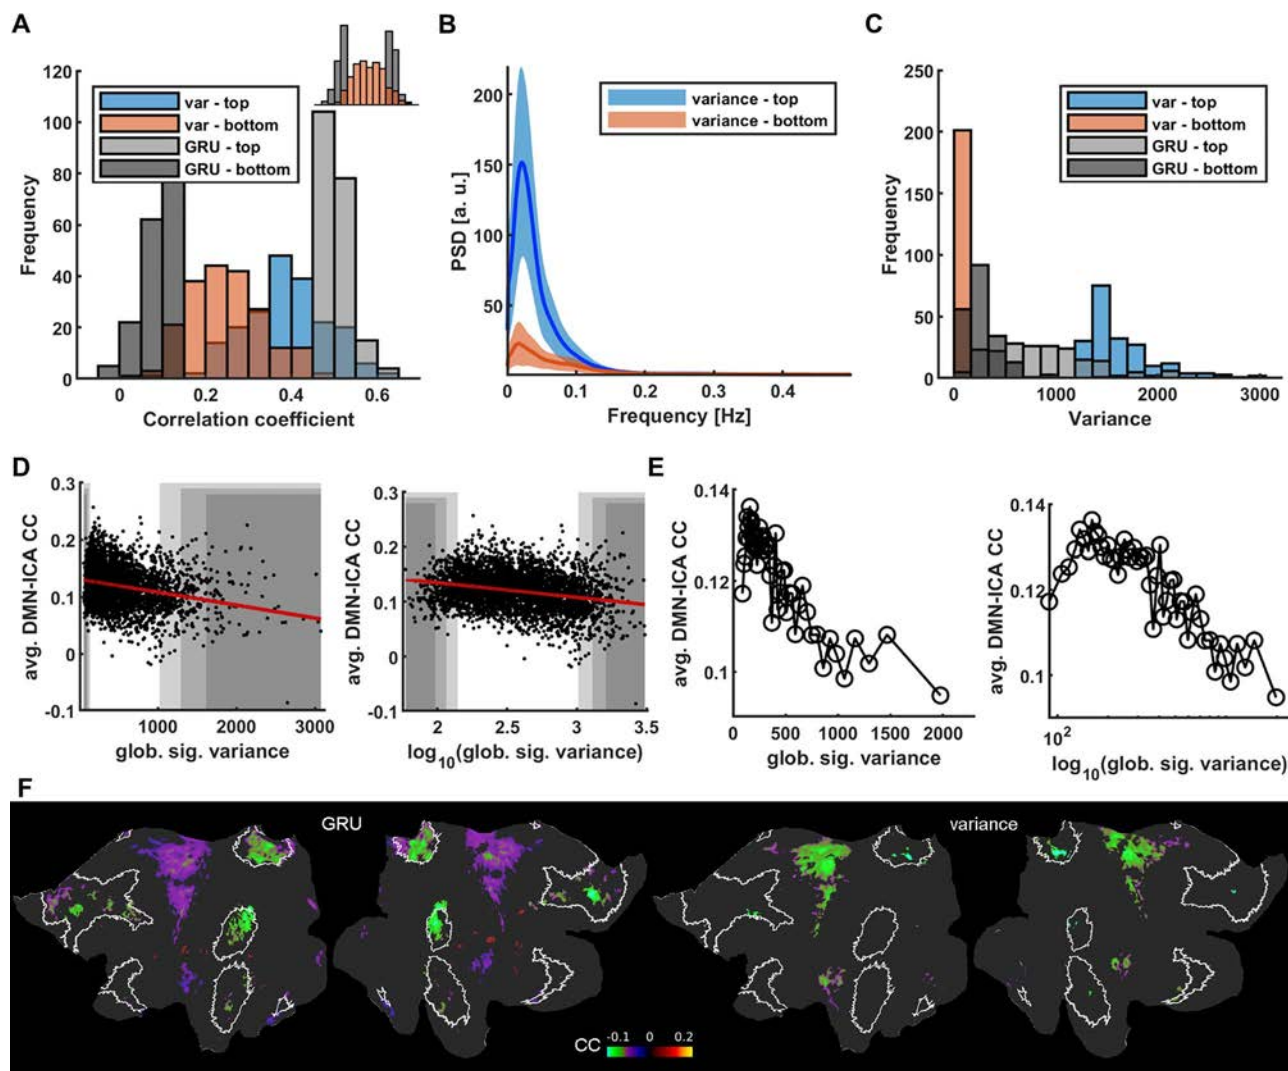 A
120
100
80
60
40
20
0
Frequency
var - top
var - bottom
GRU - top
GRU - bottom
0
0.2
0.4
0.6
Correlation coefficient
B
200
150
100
50
PSD [a. u.]
variance - top
variance - bottom
0
0.1
0.2
0.3
0.4
Frequency [Hz]
C
250
200
150
100
50
0
Frequency
var - top
var - bottom
GRU - top
GRU - bottom
0
1000
2000
3000
Variance
D
0.3
0.2
0.1
0
-0.1
avg. DMN-ICA CC
1000
2000
3000
glob. sig. variance
0.3
0.2
0.1
0
-0.1
avg. DMN-ICA CC
2
2.5
3
3.5
log10(glob. sig. variance)
E
0.14
0.12
0.1
avg. DMN-ICA CC
0
500
1000
1500
2000
glob. sig. variance
0.14
0.12
0.1
avg. DMN-ICA CC
10^2
log10(glob. sig. variance)
F
GRU
variance
CC
-0.1 0 0.2